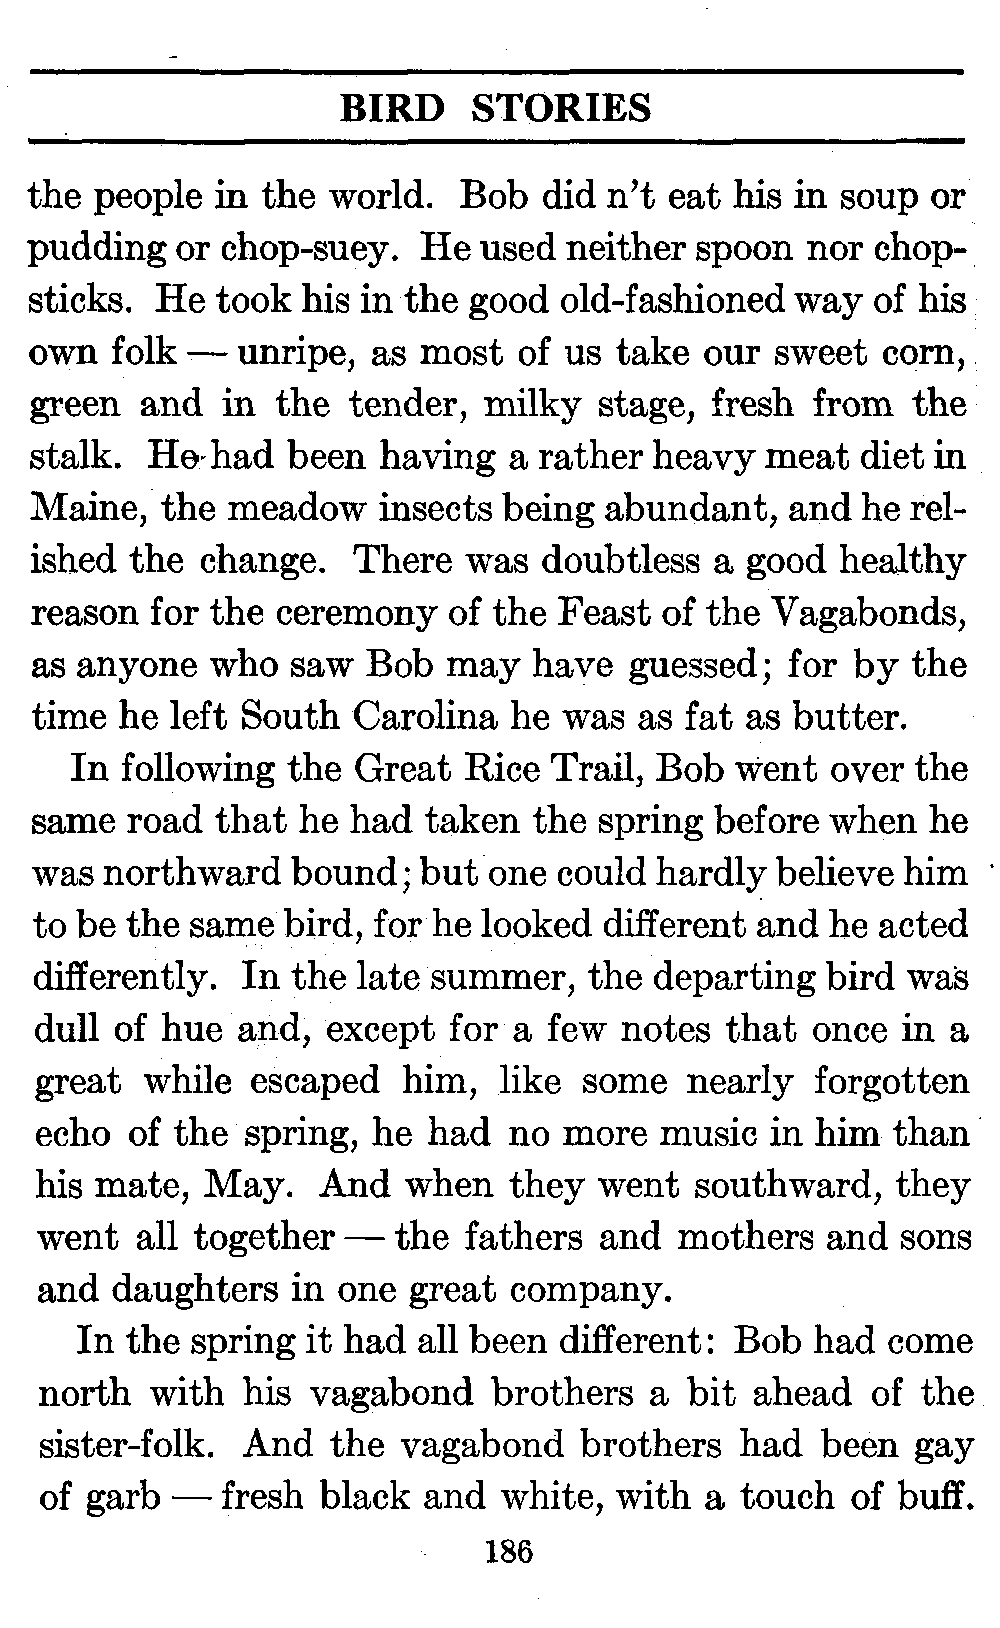 BIRD STORIES
the people in the world. Bob did n't eat his in soup or
pudding or chop-suey. He used neither spoon nor chop-
sticks. He took his in the good old-fashioned way of his
own folk — unripe, as most of us take our sweet corn,
green and in the tender, milky stage, fresh from the
stalk. He had been having a rather heavy meat diet in
Maine, the meadow insects being abundant, and he rel-
ished the change. There was doubtless a good healthy
reason for the ceremony of the Feast of the Vagabonds,
as anyone who saw Bob may have guessed; for by the
time he left South Carolina he was as fat as butter.
In following the Great Rice Trail, Bob went over the
same road that he had taken the spring before when he
was northward bound; but one could hardly believe him
to be the same bird, for he looked different and he acted
differently. In the late summer, the departing bird was
dull of hue and, except for a few notes that once in a
great while escaped him, like some nearly forgotten
echo of the spring, he had no more music in him than
his mate, May. And when they went southward, they
went all together — the fathers and mothers and sons
and daughters in one great company.
In the spring it had all been different: Bob had come
north with his vagabond brothers a bit ahead of the
sister-folk. And the vagabond brothers had been gay
of garb — fresh black and white, with a touch of buff.
186